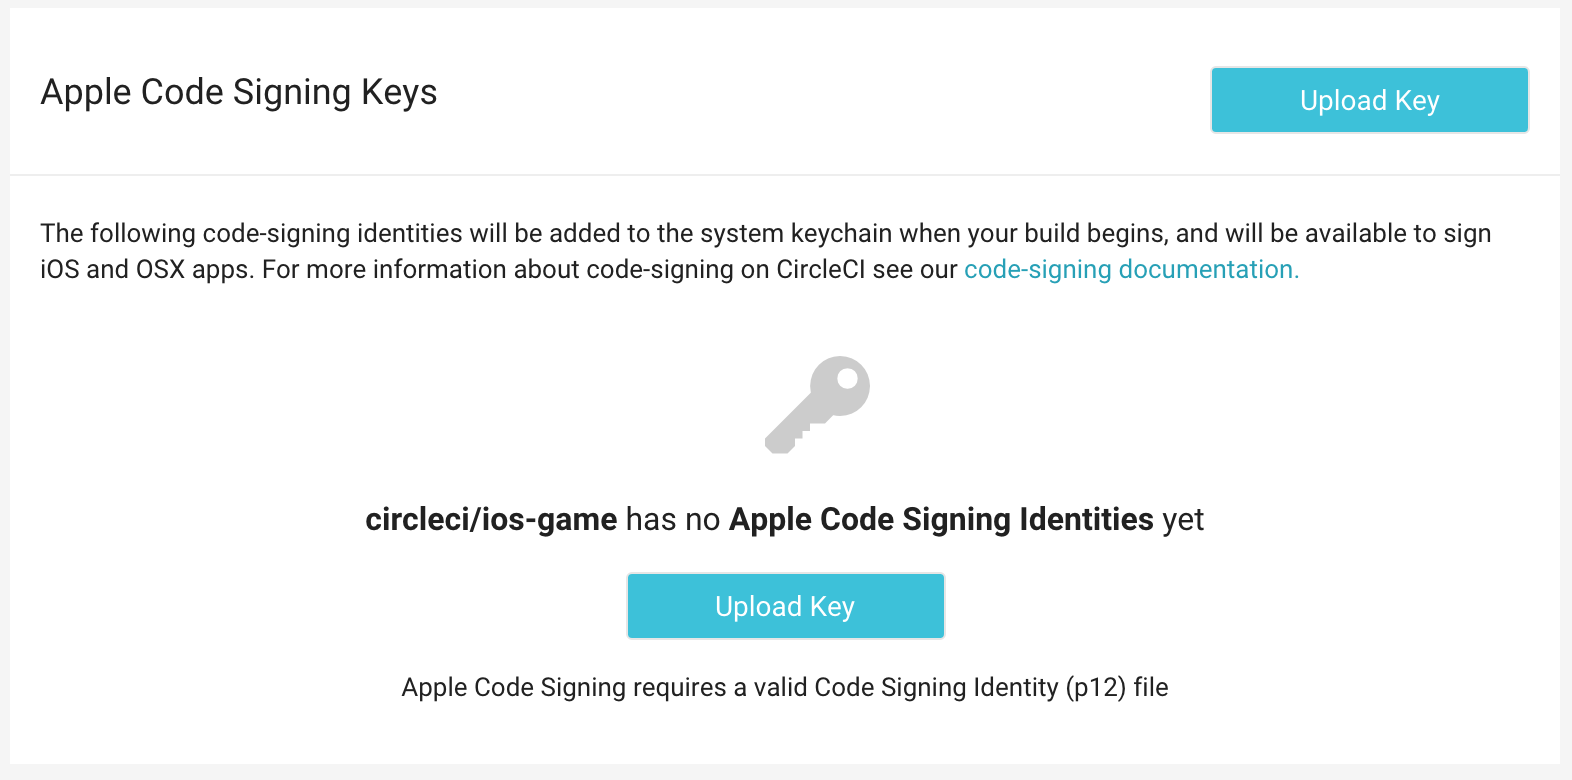 Apple Code Signing Keys
Upload Key
The following code-signing identities will be added to the system keychain when your build begins, and will be available to sign
iOS and OSX apps. For more information about code-signing on CircleCI see our code-signing documentation.
circleci/ios-game has no Apple Code Signing Identities yet
Upload Key
Apple Code Signing requires a valid Code Signing Identity (p12) file